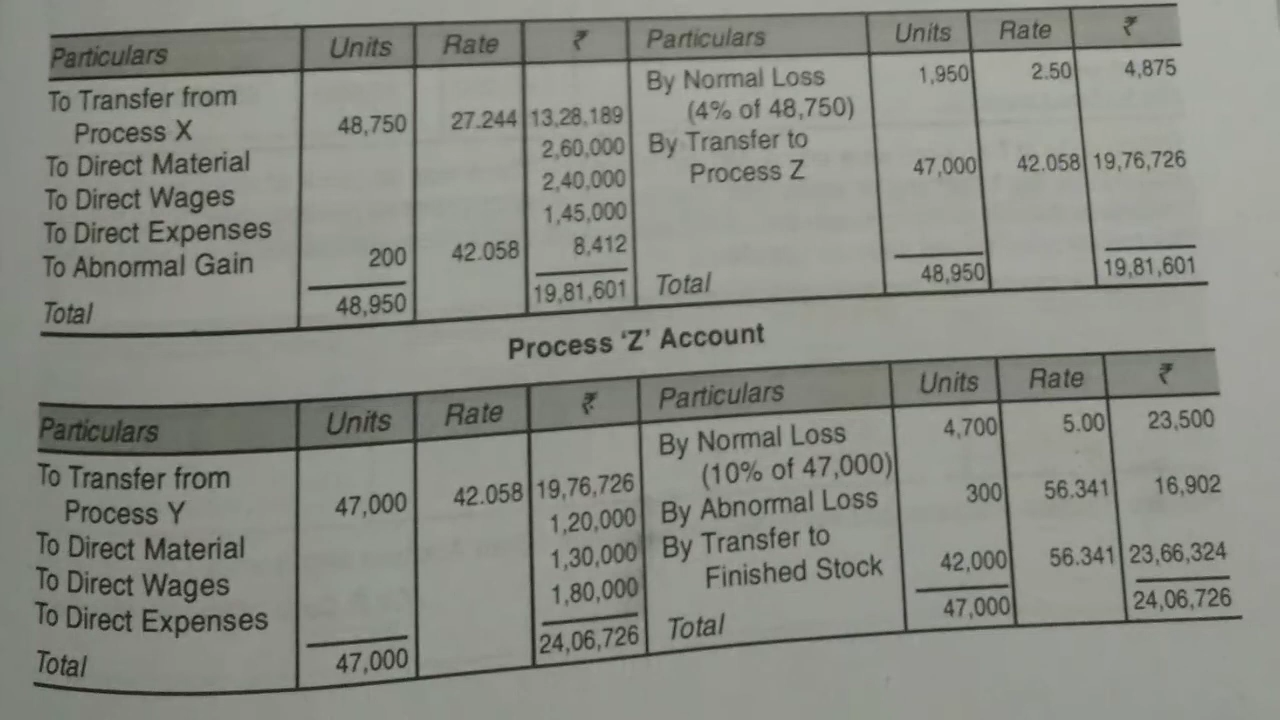 Particulars Units Rate ₹ Particulars Units Rate ₹
To Transfer from By Normal Loss 1,950 2.50 4,875
Process X 48,750 27.244 13,28,189 (4% of 48,750)
To Direct Material 2,60,000 By Transfer to
To Direct Wages 2,40,000 Process Z 47,000 42.058 19,76,726
To Direct Expenses 1,45,000
To Abnormal Gain 200 42.058 8,412
Total 48,950 19,81,601 Total 48,950 19,81,601
Process ‘Z’ Account
Particulars Units Rate ₹ Particulars Units Rate ₹
To Transfer from By Normal Loss 4,700 5.00 23,500
Process Y 47,000 42.058 19,76,726 (10% of 47,000)
To Direct Material 1,20,000 By Abnormal Loss 300 56.341 16,902
To Direct Wages 1,30,000 By Transfer to
To Direct Expenses 1,80,000 Finished Stock 42,000 56.341 23,66,324
Total 47,000 24,06,726 Total 47,000 24,06,726